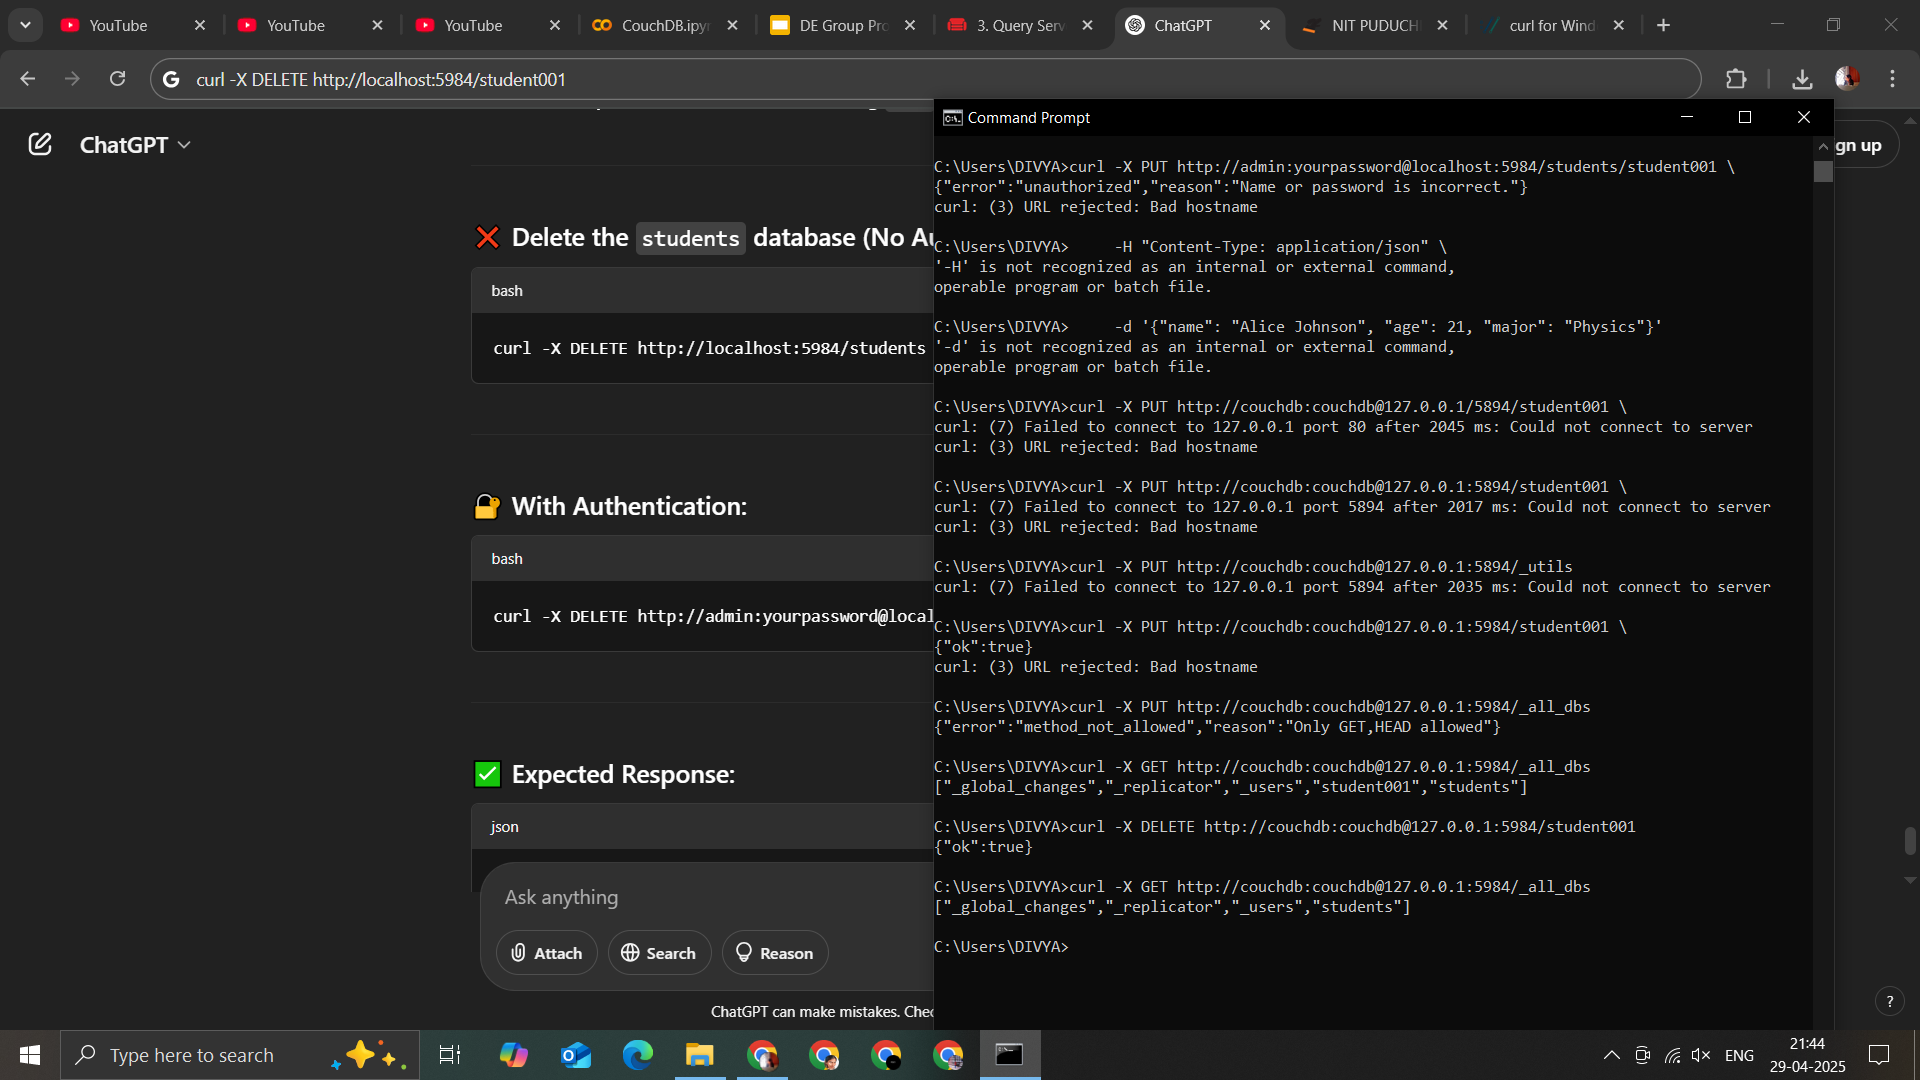 YouTube
YouTube
YouTube
CouchDB.ipyn
DE Group Pro
3. Query Serv
ChatGPT
NIT PUDUCH
curl for Wind
curl -X DELETE http://localhost:5984/student001
ChatGPT
gn up
Delete the students database (No Au
bash
curl -X DELETE http://localhost:5984/students
With Authentication:
bash
curl -X DELETE http://admin:yourpassword@local
Expected Response:
json
Ask anything
Attach
Search
Reason
ChatGPT can make mistakes. Chec
?
Command Prompt
C:\Users\DIVYA>curl -X PUT http://admin:yourpassword@localhost:5984/students/student001 \
{"error":"unauthorized","reason":"Name or password is incorrect."}
curl: (3) URL rejected: Bad hostname
C:\Users\DIVYA>     -H "Content-Type: application/json" \
'-H' is not recognized as an internal or external command,
operable program or batch file.
C:\Users\DIVYA>     -d '{"name": "Alice Johnson", "age": 21, "major": "Physics"}'
'-d' is not recognized as an internal or external command,
operable program or batch file.
C:\Users\DIVYA>curl -X PUT http://couchdb:couchdb@127.0.0.1/5894/student001 \
curl: (7) Failed to connect to 127.0.0.1 port 80 after 2045 ms: Could not connect to server
curl: (3) URL rejected: Bad hostname
C:\Users\DIVYA>curl -X PUT http://couchdb:couchdb@127.0.0.1:5894/student001 \
curl: (7) Failed to connect to 127.0.0.1 port 5894 after 2017 ms: Could not connect to server
curl: (3) URL rejected: Bad hostname
C:\Users\DIVYA>curl -X PUT http://couchdb:couchdb@127.0.0.1:5894/_utils
curl: (7) Failed to connect to 127.0.0.1 port 5894 after 2035 ms: Could not connect to server
C:\Users\DIVYA>curl -X PUT http://couchdb:couchdb@127.0.0.1:5984/student001 \
{"ok":true}
curl: (3) URL rejected: Bad hostname
C:\Users\DIVYA>curl -X PUT http://couchdb:couchdb@127.0.0.1:5984/_all_dbs
{"error":"method_not_allowed","reason":"Only GET,HEAD allowed"}
C:\Users\DIVYA>curl -X GET http://couchdb:couchdb@127.0.0.1:5984/_all_dbs
["_global_changes","_replicator","_users","student001","students"]
C:\Users\DIVYA>curl -X DELETE http://couchdb:couchdb@127.0.0.1:5984/student001
{"ok":true}
C:\Users\DIVYA>curl -X GET http://couchdb:couchdb@127.0.0.1:5984/_all_dbs
["_global_changes","_replicator","_users","students"]
C:\Users\DIVYA>
Type here to search
ENG
21:44
29-04-2025